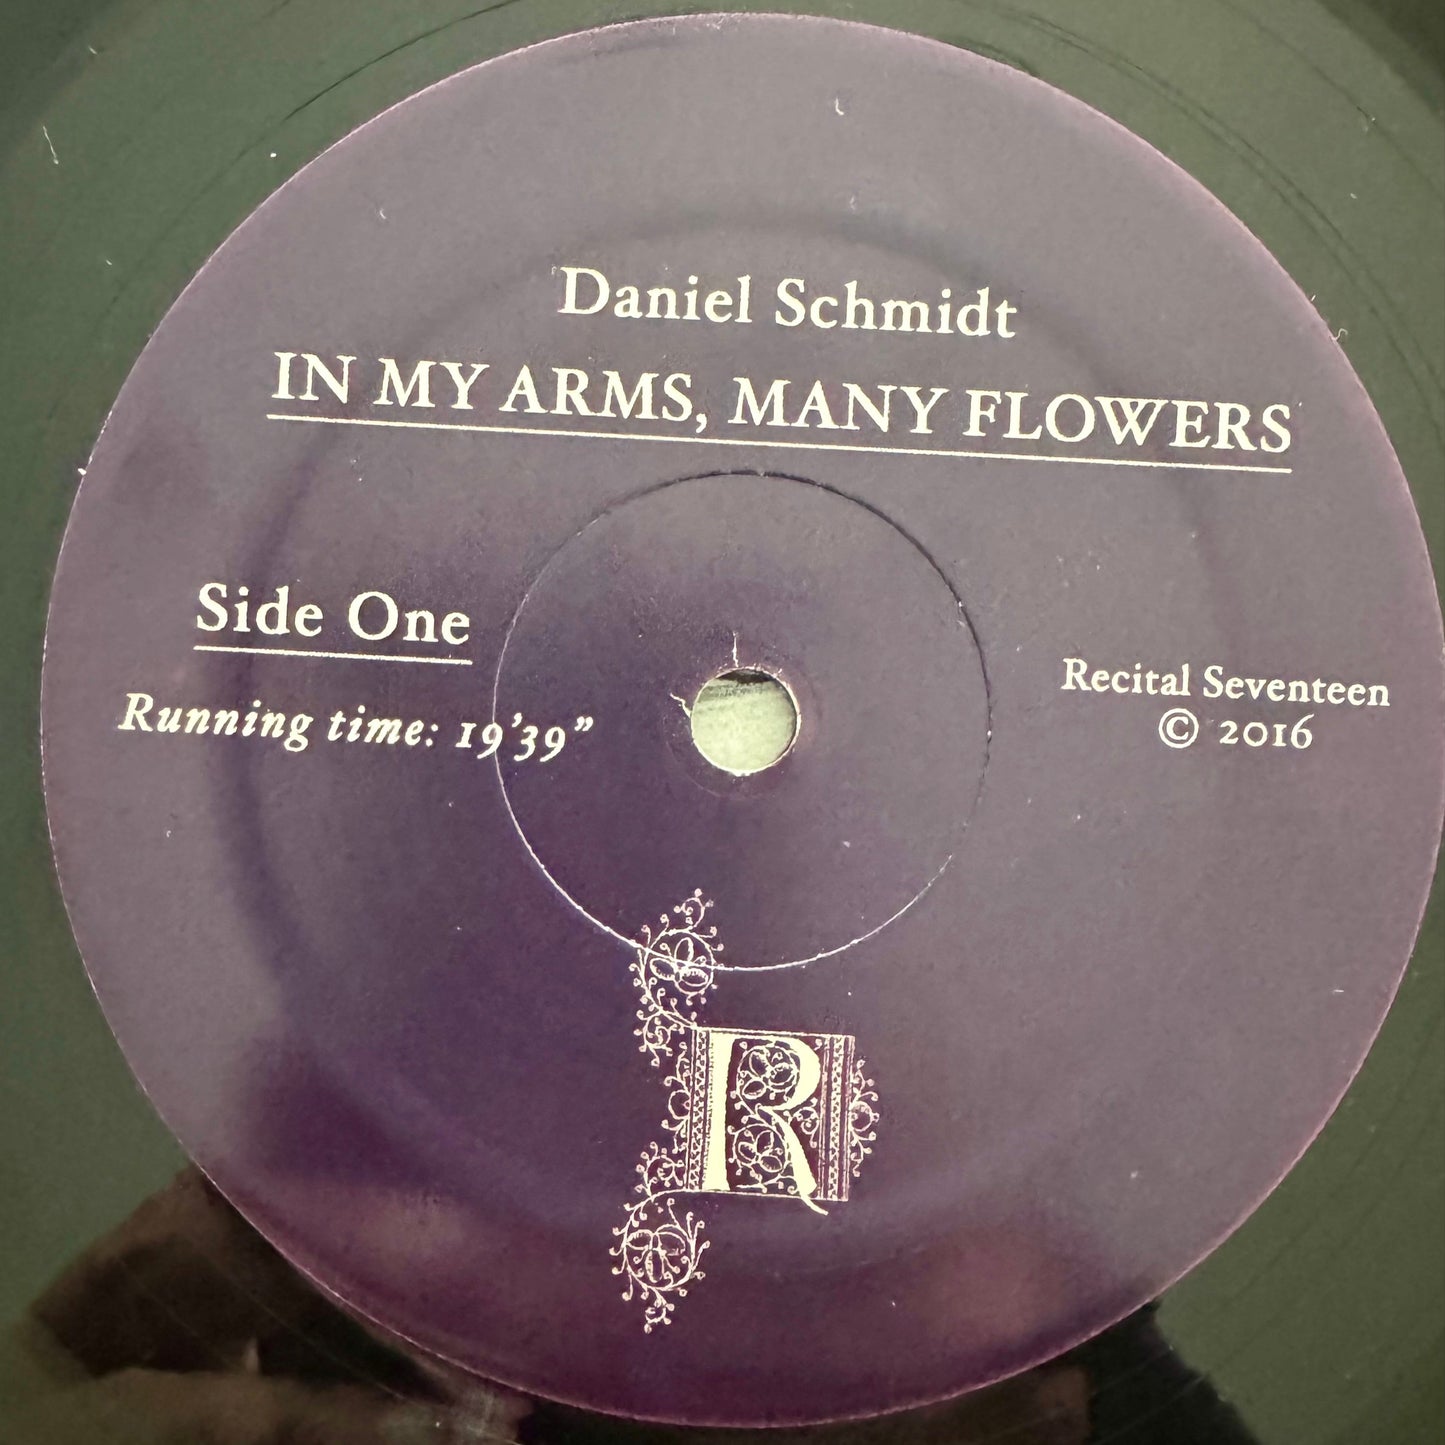 Daniel Schmidt
IN MY ARMS, MANY FLOWERS
Side One
Running time: 19’39”
Recital Seventeen
© 2016
R